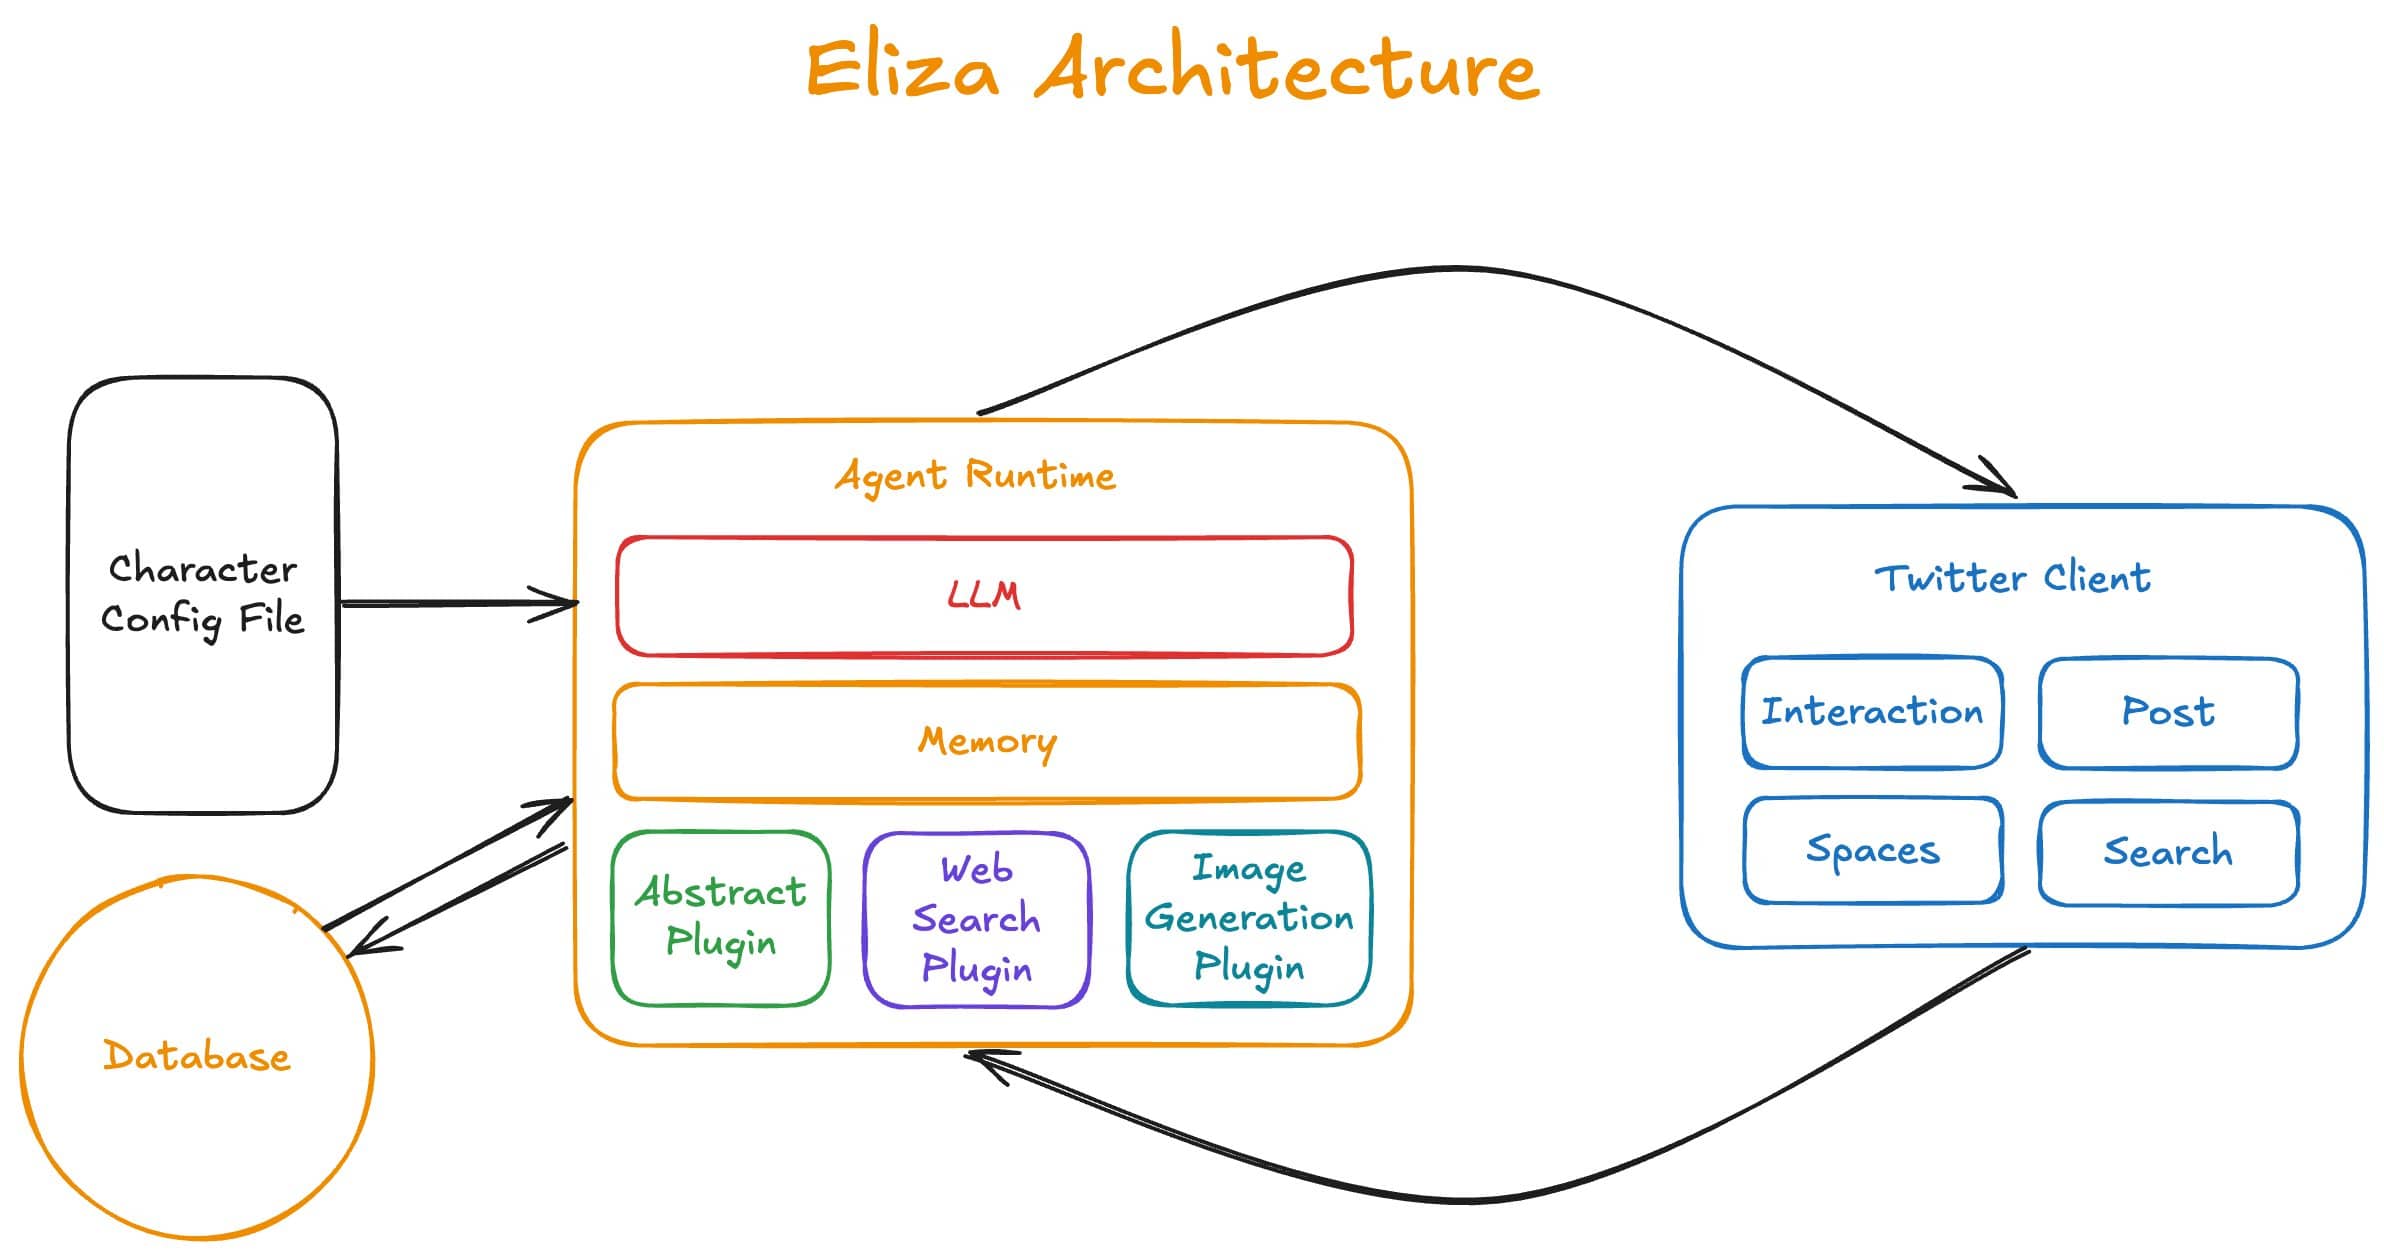 Eliza Architecture
Character
Config File
Database
Agent Runtime
LLM
Memory
Abstract
Plugin
Web
Search
Plugin
Image
Generation
Plugin
Twitter Client
Interaction
Post
Spaces
Search